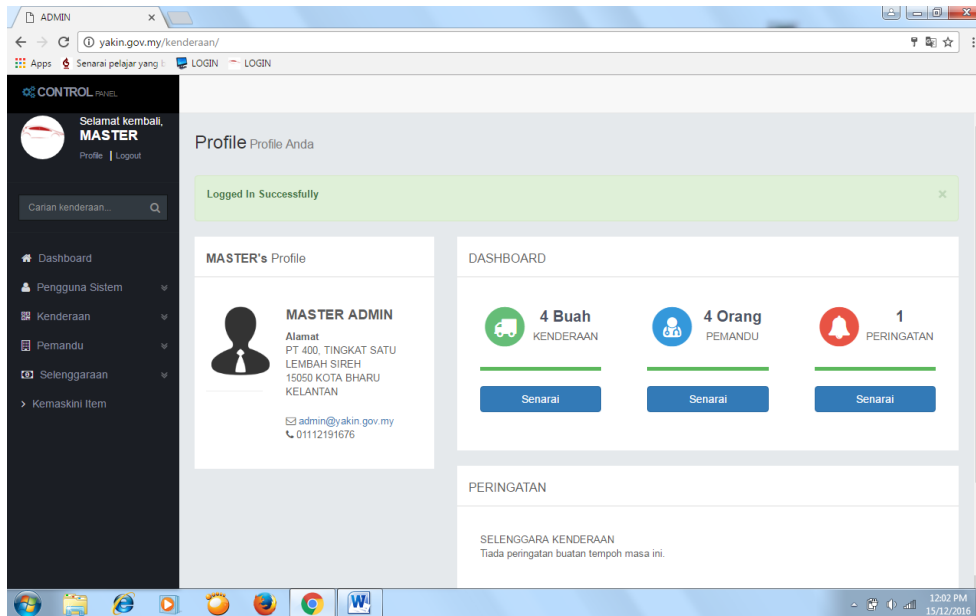 ADMIN
yakin.gov.my/kenderaan/
Apps Senarai pelajar yang LOGIN LOGIN
CONTROL PANEL
Selamat kembali,
MASTER
Profile | Logout
Carian kenderaan...
Dashboard
Pengguna Sistem
Kenderaan
Pemandu
Selenggaraan
Kemaskini Item
Profile Profile Anda
Logged In Successfully
MASTER's Profile
MASTER ADMIN
Alamat
PT 400, TINGKAT SATU
LEMBAH SIREH
15050 KOTA BHARU
KELANTAN
admin@yakin.gov.my
01112191676
DASHBOARD
4 Buah
KENDERAAN
Senarai
4 Orang
PEMANDU
Senarai
1
PERINGATAN
Senarai
PERINGATAN
SELENGGARA KENDERAAN
Tiada peringatan buatan tempoh masa ini.
12:02 PM
15/12/2016